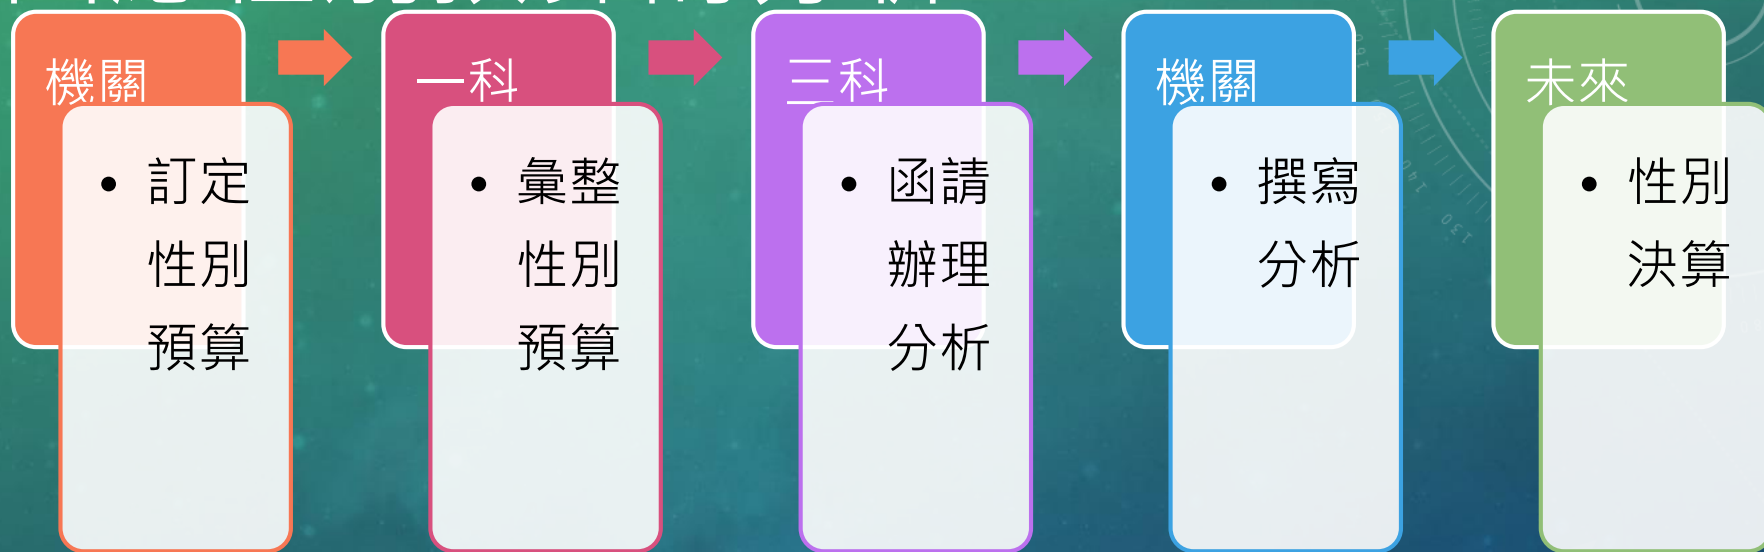 機關
• 訂定
性別
預算
一科
• 彙整
性別
預算
三科
• 函請
辦理
分析
機關
• 撰寫
分析
未來
• 性別
決算